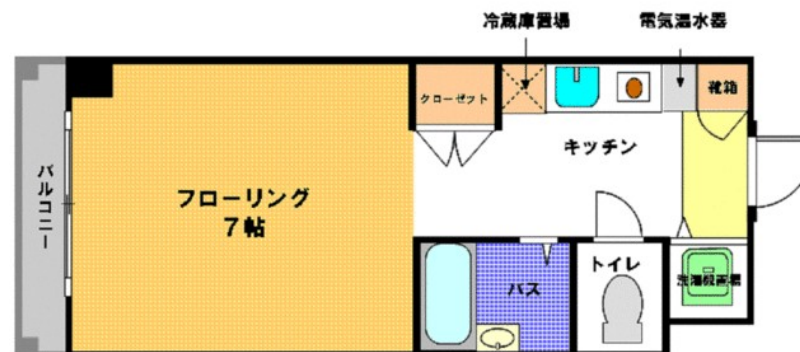 冷蔵庫置場
電気温水器
クローゼット
靴箱
キッチン
バルコニー
フローリング
7帖
トイレ
バス
洗濯機置場